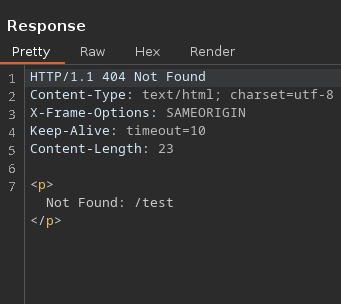 Response
Pretty Raw Hex Render
1 HTTP/1.1 404 Not Found
2 Content-Type: text/html; charset=utf-8
3 X-Frame-Options: SAMEORIGIN
4 Keep-Alive: timeout=10
5 Content-Length: 23
6
7 <p>
Not Found: /test
</p>